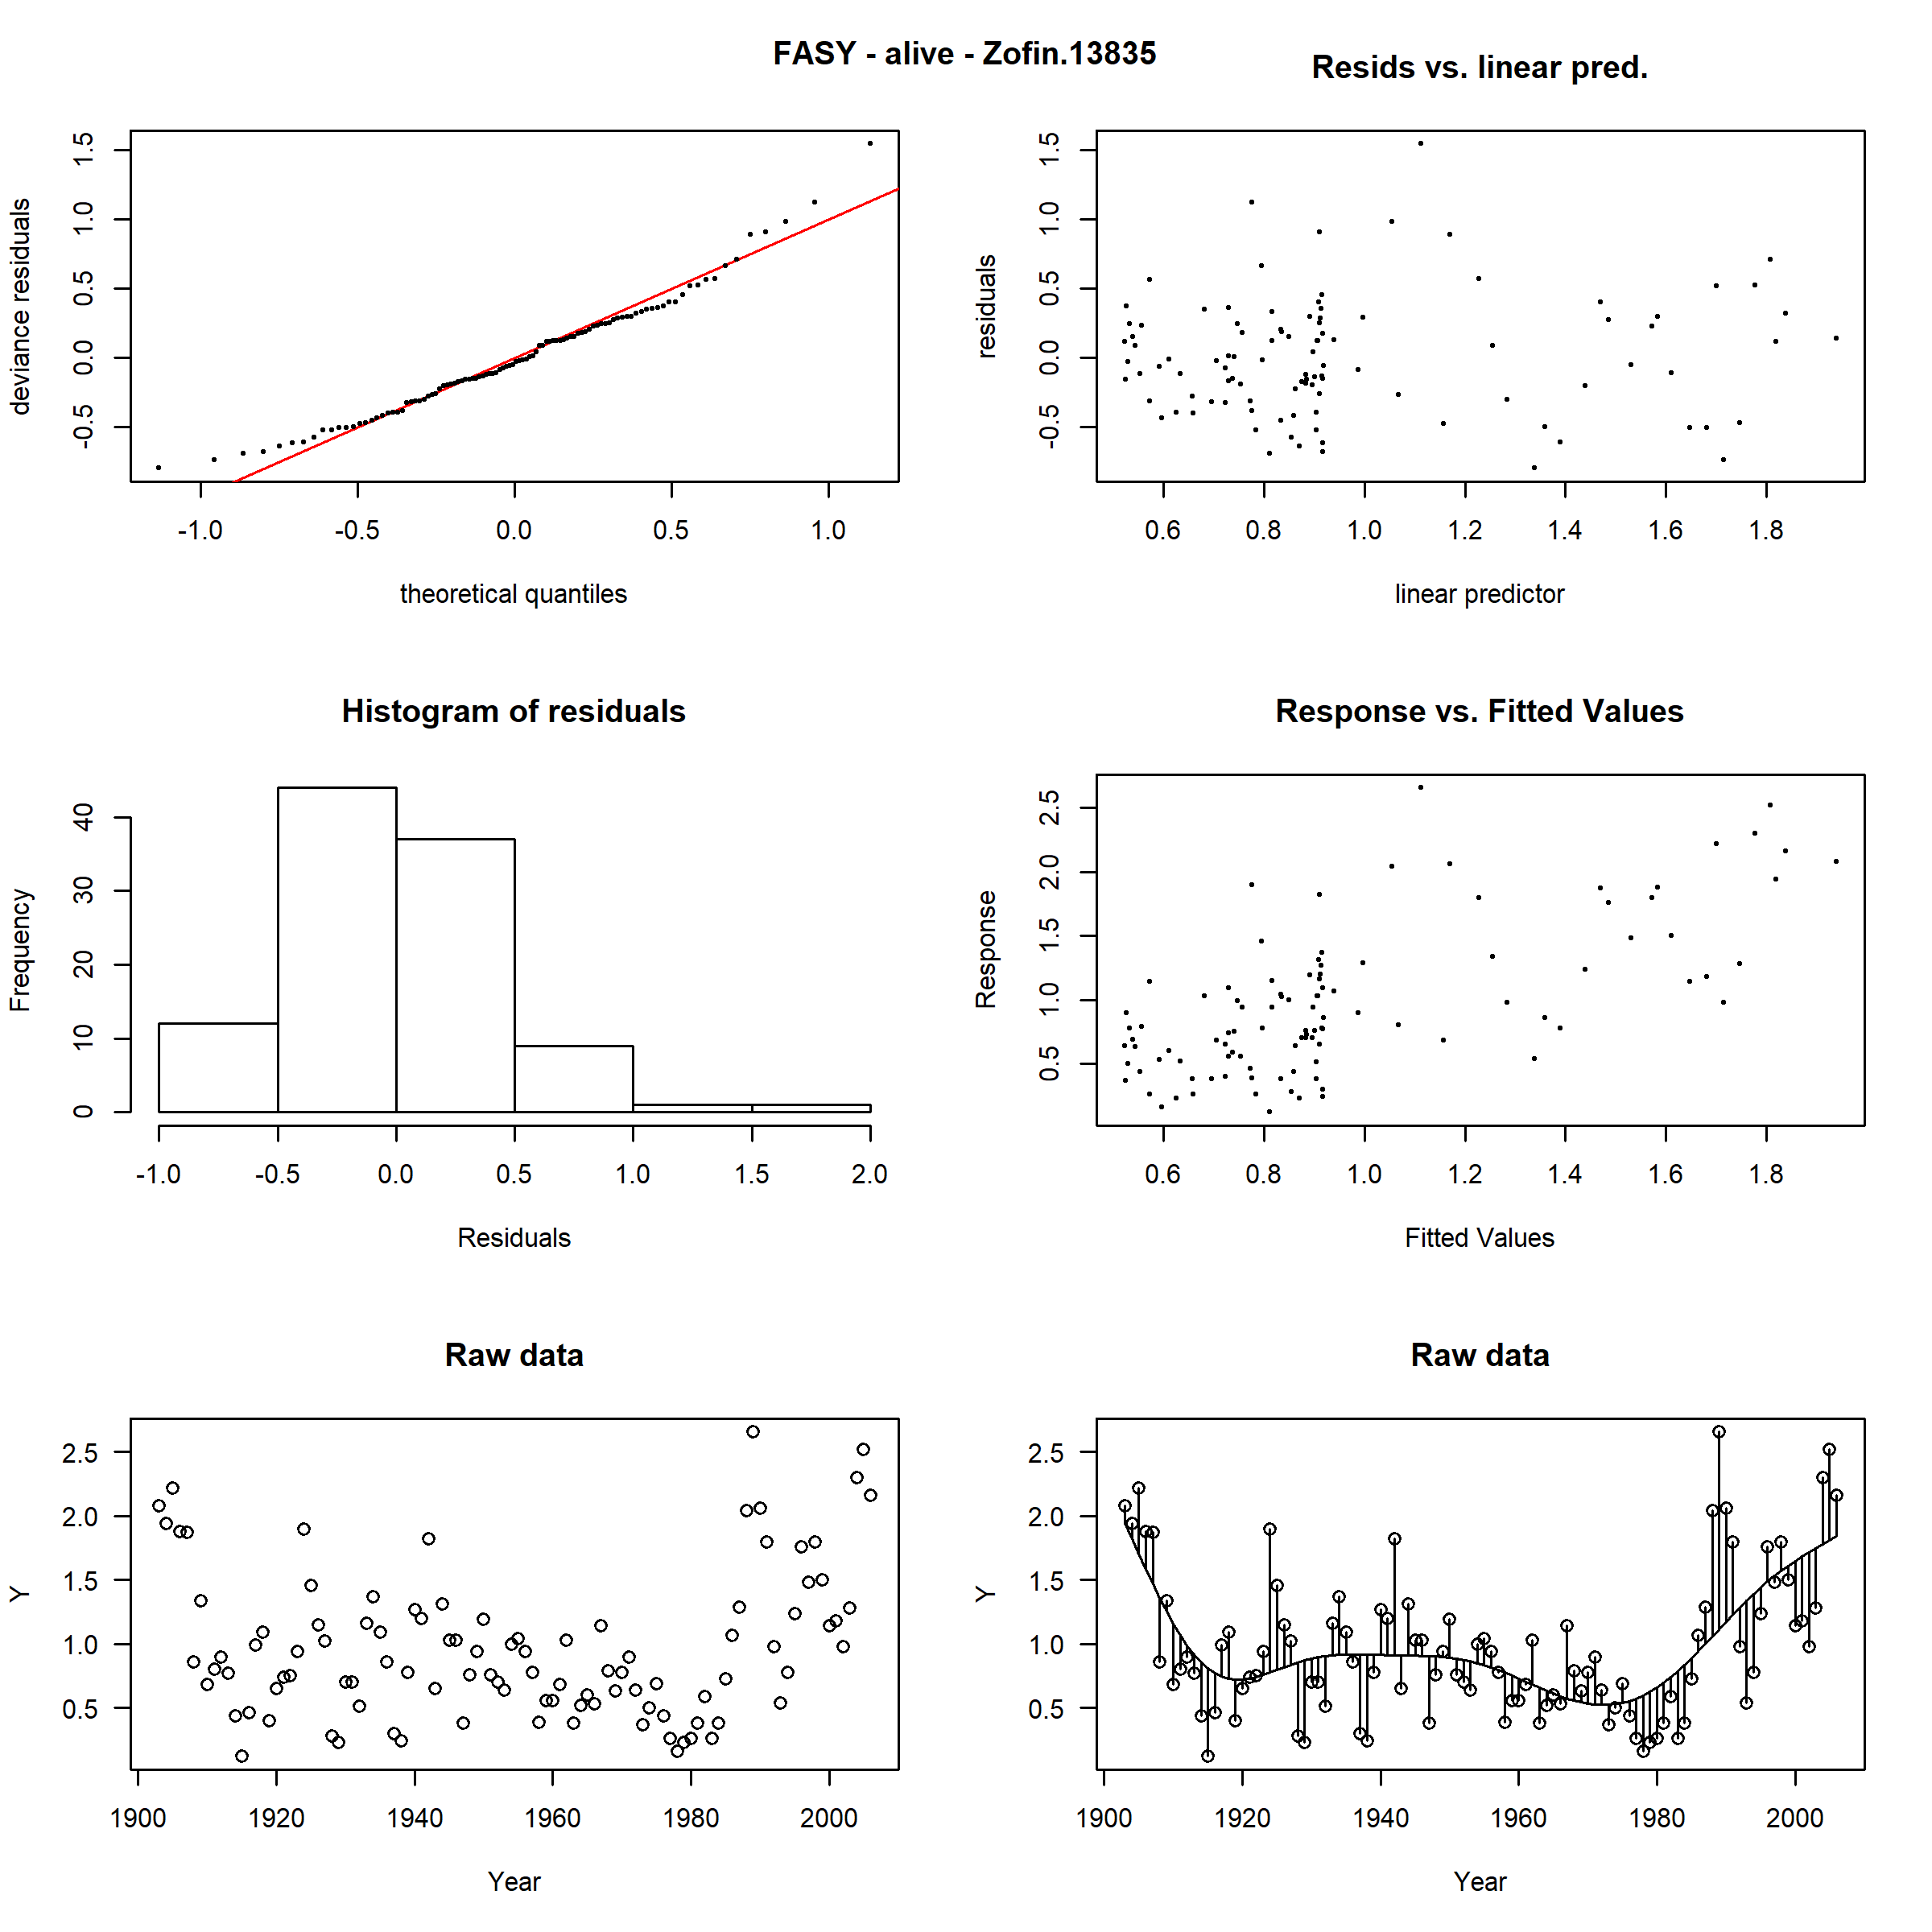 FASY - alive - Zofin.13835
Resids vs. linear pred.
deviance residuals
-0.5 0.0 0.5 1.0 1.5
-1.0 -0.5 0.0 0.5 1.0
theoretical quantiles
residuals
-0.5 0.0 0.5 1.0 1.5
0.6 0.8 1.0 1.2 1.4 1.6 1.8
linear predictor
Histogram of residuals
Frequency
0 10 20 30 40
-1.0 -0.5 0.0 0.5 1.0 1.5 2.0
Residuals
Response vs. Fitted Values
Response
0.5 1.0 1.5 2.0 2.5
0.6 0.8 1.0 1.2 1.4 1.6 1.8
Fitted Values
Raw data
Y
2.5
2.0
1.5
1.0
0.5
1900 1920 1940 1960 1980 2000
Year
Raw data
Y
2.5
2.0
1.5
1.0
0.5
1900 1920 1940 1960 1980 2000
Year